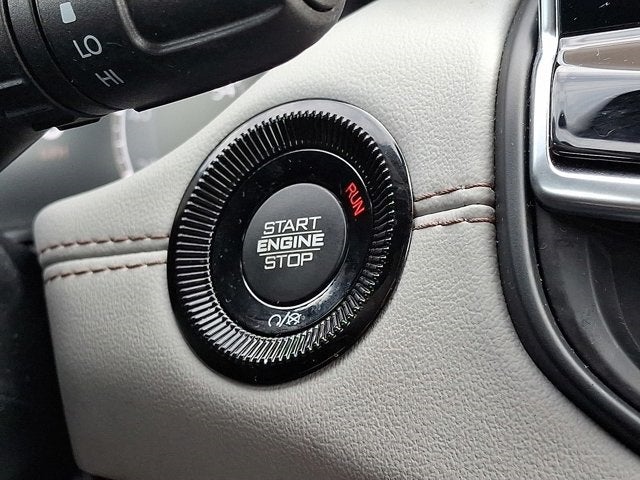 LO
HI
RUN
START
ENGINE
STOP